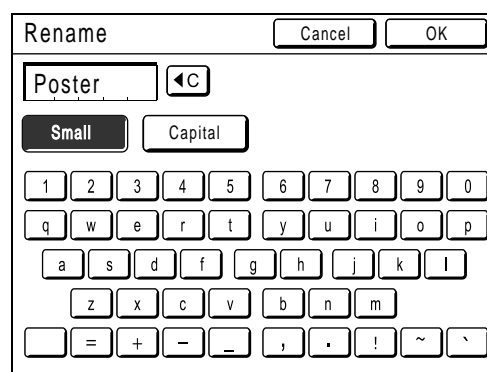 Rename Cancel OK
Poster ◀C
Small Capital
1 2 3 4 5 6 7 8 9 0
q w e r t y u i o p
a s d f g h j k l
z x c v b n m
= + - _ , . ! ~ `